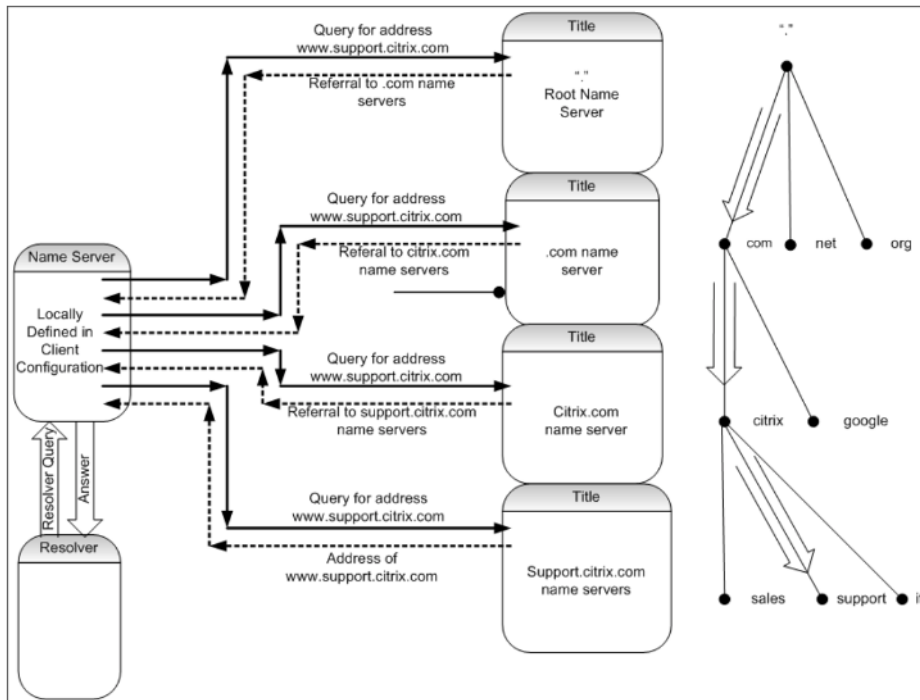 Query for address
www.support.citrix.com
Referral to .com name
servers
Title
"."
Root Name
Server
Query for address
www.support.citrix.com
Referal to citrix.com
name servers
Title
.com name
server
Name Server
Locally
Defined in
Client
Configuration
Query for address
www.support.citrix.com
Referral to support.citrix.com
name servers
Title
Citrix.com
name server
Resolver Query
Answer
Resolver
Query for address
www.support.citrix.com
Address of
www.support.citrix.com
Title
Support.citrix.com
name servers
"."
com
net
org
citrix
google
sales
support